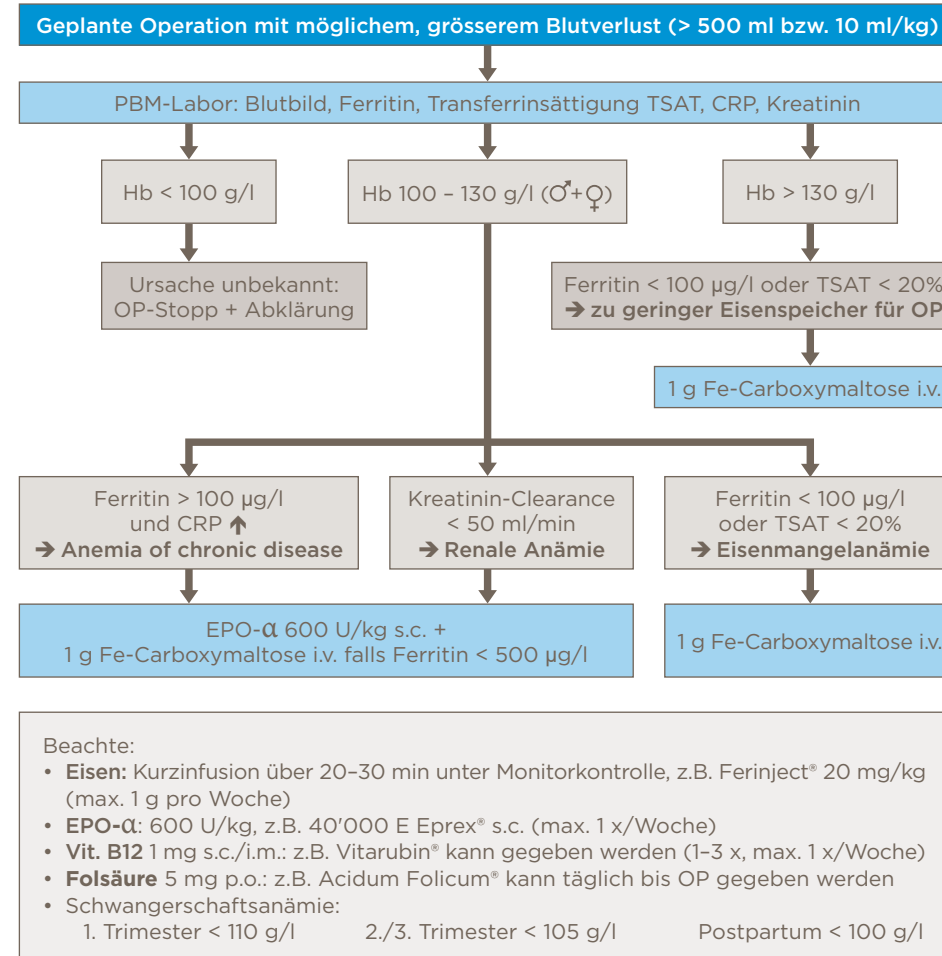 Geplante Operation mit möglichem, grösserem Blutverlust (> 500 ml bzw. 10 ml/kg)
PBM-Labor: Blutbild, Ferritin, Transferrinsättigung TSAT, CRP, Kreatinin
Hb < 100 g/l
Hb 100 – 130 g/l (♂+♀)
Hb > 130 g/l
Ursache unbekannt:
OP-Stopp + Abklärung
Ferritin < 100 µg/l oder TSAT < 20%
➔ zu geringer Eisenspeicher für OP
1 g Fe-Carboxymaltose i.v.
Ferritin > 100 µg/l
und CRP ↑
➔ Anemia of chronic disease
Kreatinin-Clearance
< 50 ml/min
➔ Renale Anämie
Ferritin < 100 µg/l
oder TSAT < 20%
➔ Eisenmangelanämie
EPO-α 600 U/kg s.c. +
1 g Fe-Carboxymaltose i.v. falls Ferritin < 500 µg/l
1 g Fe-Carboxymaltose i.v.
Beachte:
• Eisen: Kurzinfusion über 20–30 min unter Monitorkontrolle, z.B. Ferinject® 20 mg/kg
(max. 1 g pro Woche)
• EPO-α: 600 U/kg, z.B. 40'000 E Eprex® s.c. (max. 1 x/Woche)
• Vit. B12 1 mg s.c./i.m.: z.B. Vitarubin® kann gegeben werden (1–3 x, max. 1 x/Woche)
• Folsäure 5 mg p.o.: z.B. Acidum Folicum® kann täglich bis OP gegeben werden
• Schwangerschaftsanämie:
1. Trimester < 110 g/l 2./3. Trimester < 105 g/l Postpartum < 100 g/l